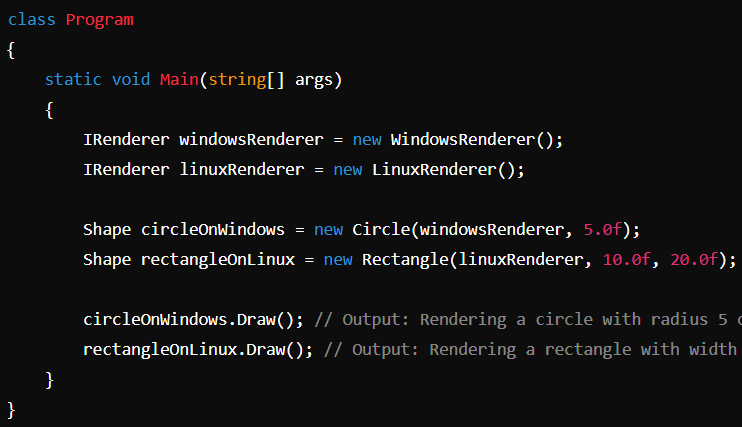 class Program
{
    static void Main(string[] args)
    {
        IRenderer windowsRenderer = new WindowsRenderer();
        IRenderer linuxRenderer = new LinuxRenderer();

        Shape circleOnWindows = new Circle(windowsRenderer, 5.0f);
        Shape rectangleOnLinux = new Rectangle(linuxRenderer, 10.0f, 20.0f);

        circleOnWindows.Draw(); // Output: Rendering a circle with radius 5
        rectangleOnLinux.Draw(); // Output: Rendering a rectangle with width
    }
}